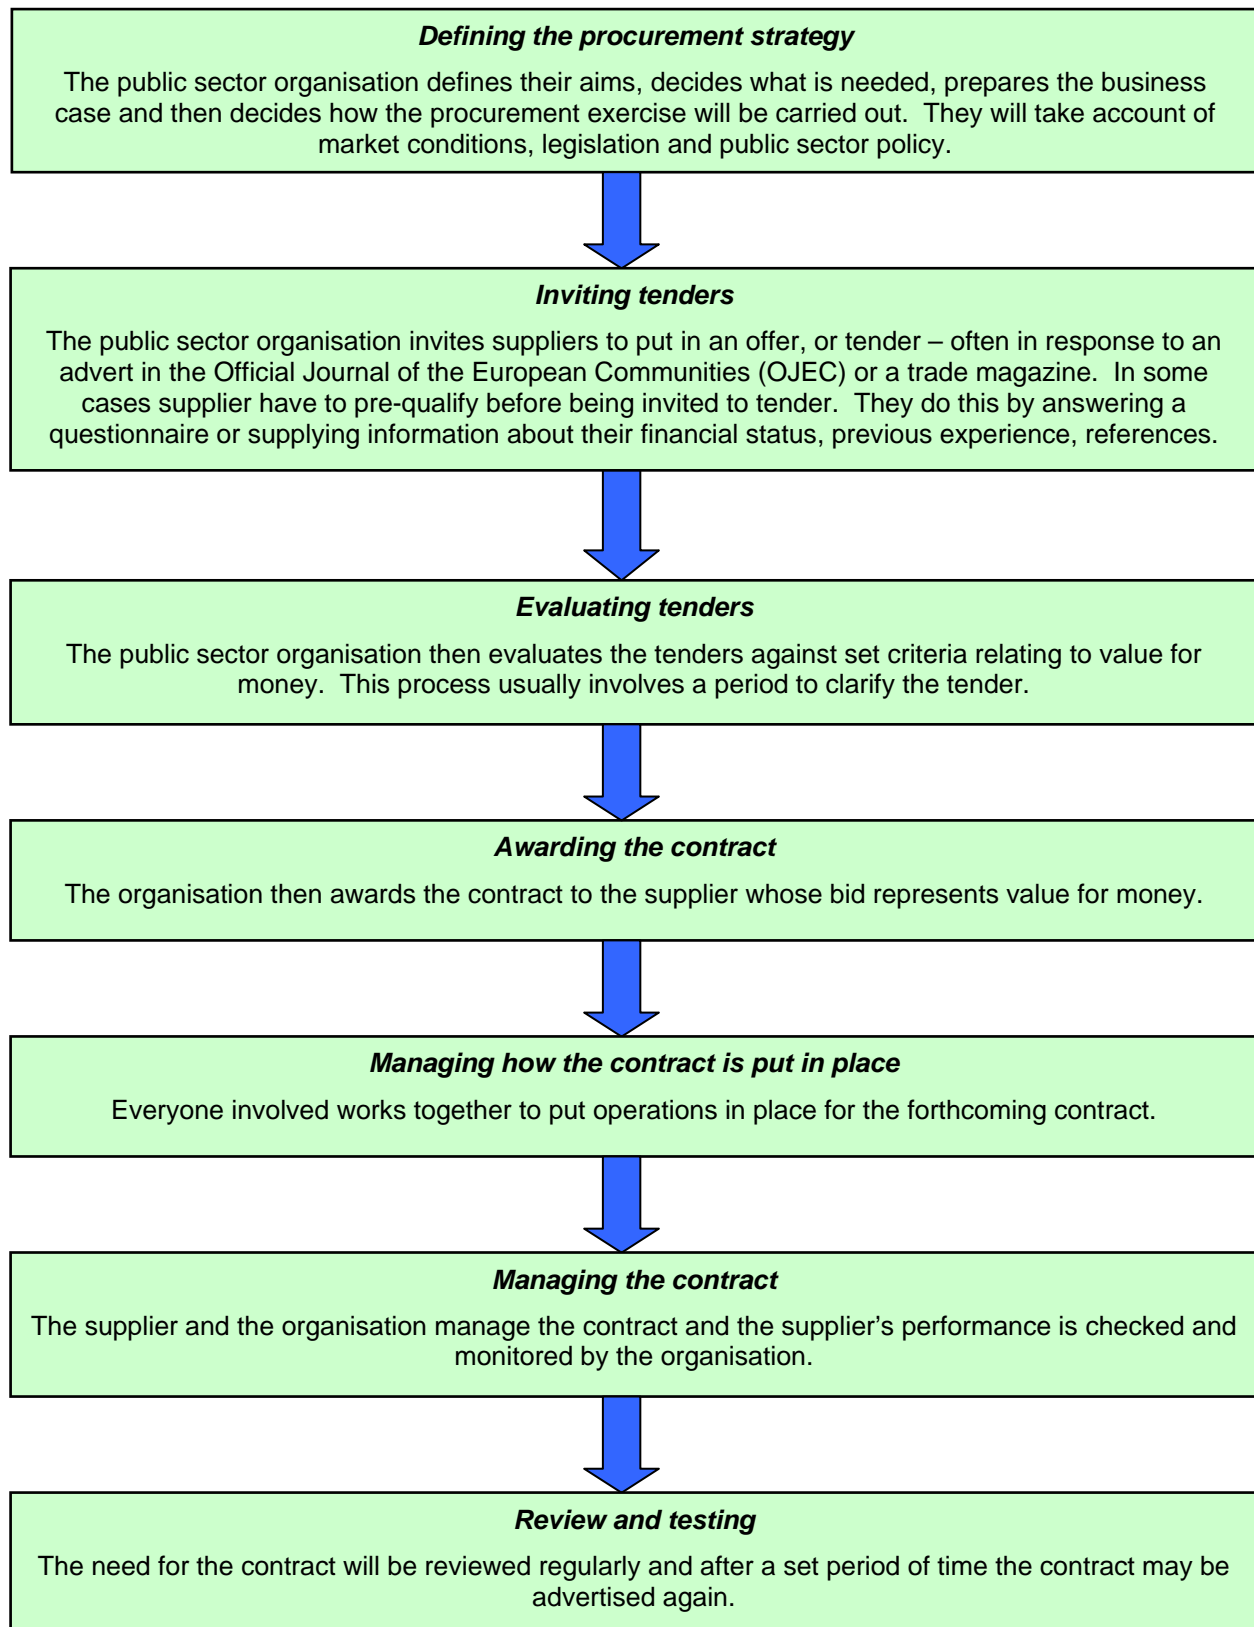 Defining the procurement strategy
The public sector organisation defines their aims, decides what is needed, prepares the business
case and then decides how the procurement exercise will be carried out.  They will take account of
market conditions, legislation and public sector policy.
Inviting tenders
The public sector organisation invites suppliers to put in an offer, or tender – often in response to an
advert in the Official Journal of the European Communities (OJEC) or a trade magazine.  In some
cases supplier have to pre-qualify before being invited to tender.  They do this by answering a
questionnaire or supplying information about their financial status, previous experience, references.
Evaluating tenders
The public sector organisation then evaluates the tenders against set criteria relating to value for
money.  This process usually involves a period to clarify the tender.
Awarding the contract
The organisation then awards the contract to the supplier whose bid represents value for money.
Managing how the contract is put in place
Everyone involved works together to put operations in place for the forthcoming contract.
Managing the contract
The supplier and the organisation manage the contract and the supplier’s performance is checked and
monitored by the organisation.
Review and testing
The need for the contract will be reviewed regularly and after a set period of time the contract may be
advertised again.